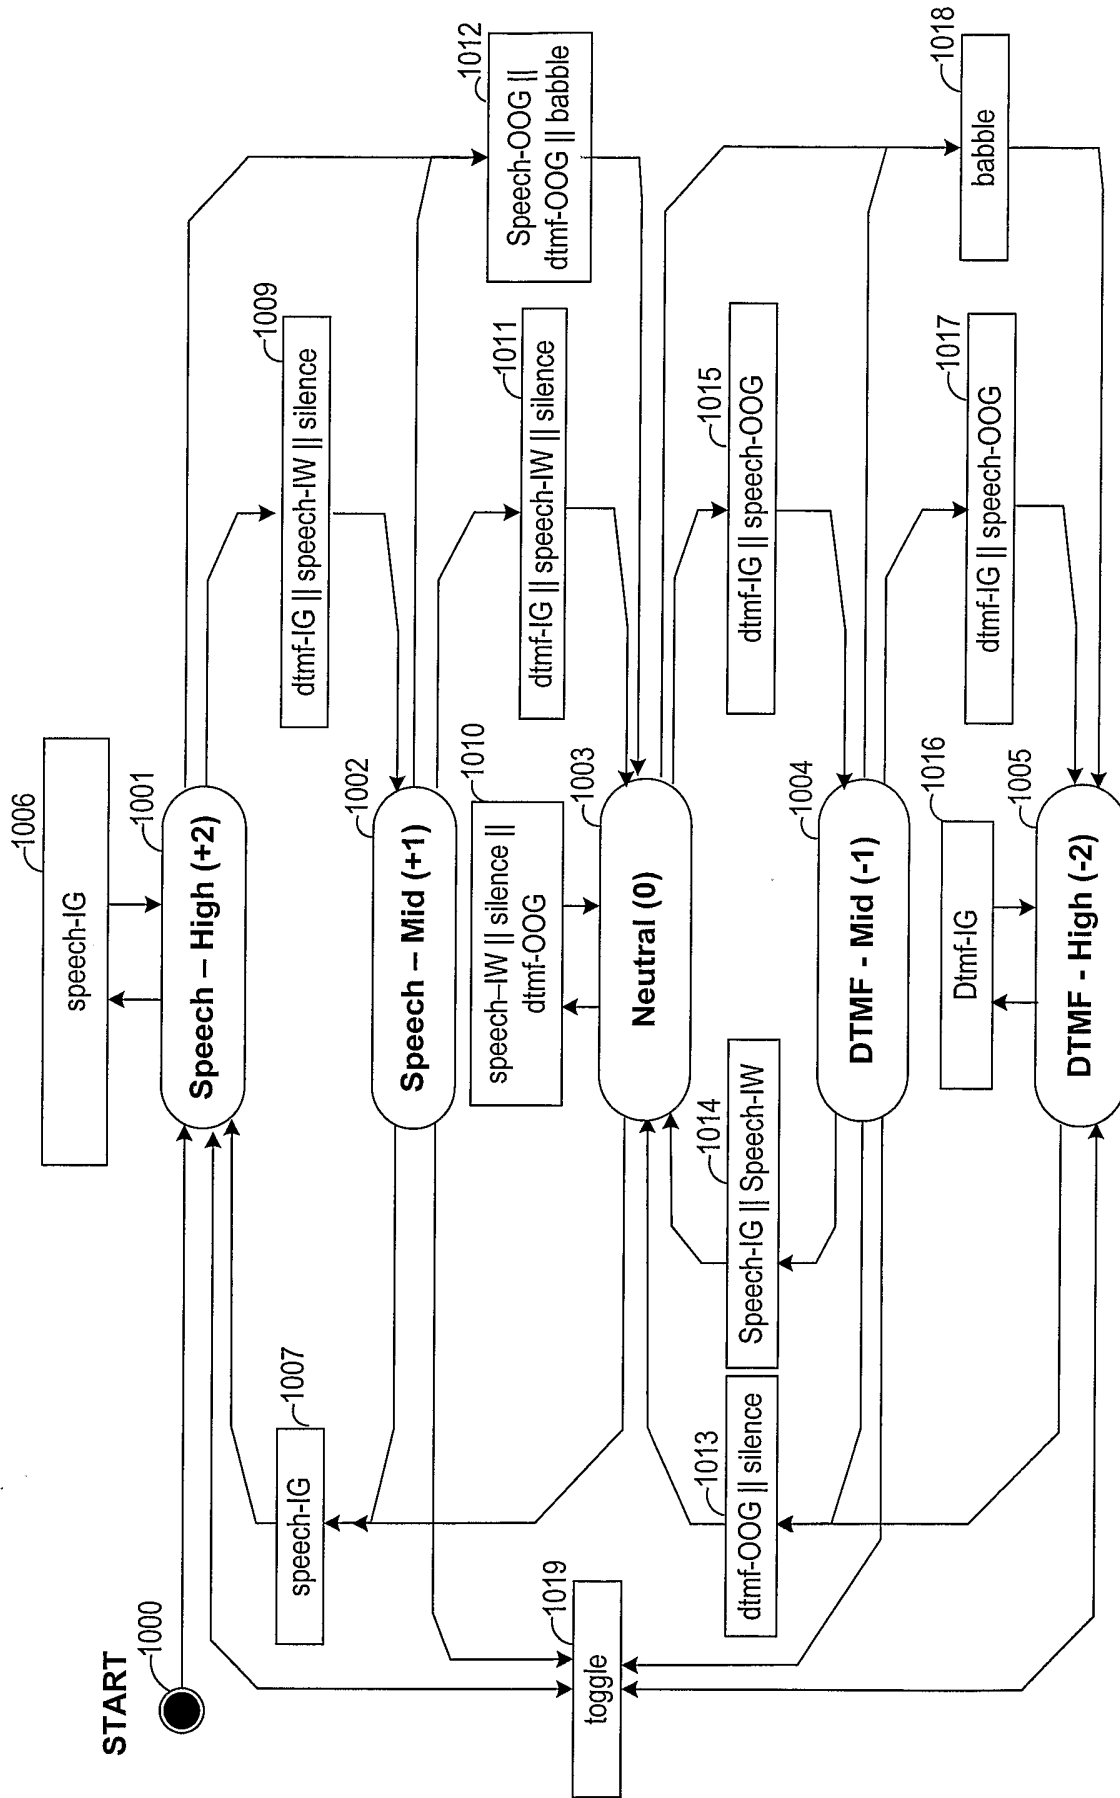 START
1000
1006
speech-IG
1001
Speech – High (+2)
1007
speech-IG
1009
dtmf-IG || speech-IW || silence
1002
Speech – Mid (+1)
1012
Speech-OOG ||
dtmf-OOG || babble
1010
speech–IW || silence ||
dtmf-OOG
1011
dtmf-IG || speech-IW || silence
1019
toggle
1003
Neutral (0)
1013
dtmf-OOG || silence
1014
Speech-IG || Speech-IW
1015
dtmf-IG || speech-OOG
1004
DTMF - Mid (-1)
1016
Dtmf-IG
1017
dtmf-IG || speech-OOG
1018
babble
1005
DTMF - High (-2)